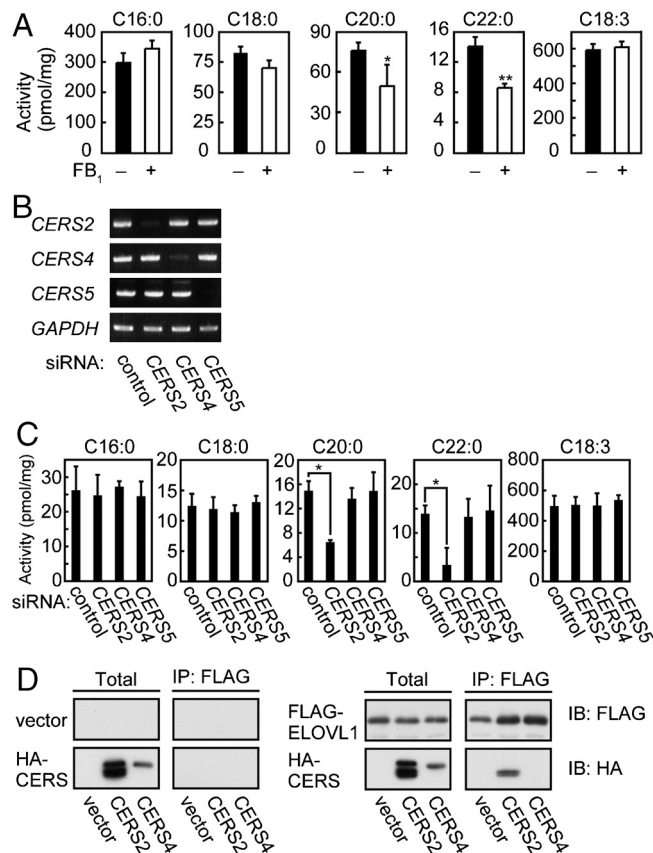 A
C16:0 C18:0 C20:0 C22:0 C18:3
Activity (pmol/mg)
400 300 200 100 0
100 75 50 25 0
90 60 30 0
16 12 8 4 0
* **
600 400 200 0
FB1 – + – + – + – + – +
B
CERS2
CERS4
CERS5
GAPDH
siRNA: control CERS2 CERS4 CERS5
C
C16:0 C18:0 C20:0 C22:0 C18:3
Activity (pmol/mg)
35 30 20 10 0
20 15 10 5 0
20 16 12 8 4 0
25 20 10 0
800 600 400 200 0
* *
siRNA: control CERS2 CERS4 CERS5 control CERS2 CERS4 CERS5 control CERS2 CERS4 CERS5 control CERS2 CERS4 CERS5 control CERS2 CERS4 CERS5
D
Total IP: FLAG Total IP: FLAG
vector
FLAG-ELOVL1
IB: FLAG
HA-CERS
HA-CERS
IB: HA
vector CERS2 CERS4 vector CERS2 CERS4 vector CERS2 CERS4 vector CERS2 CERS4